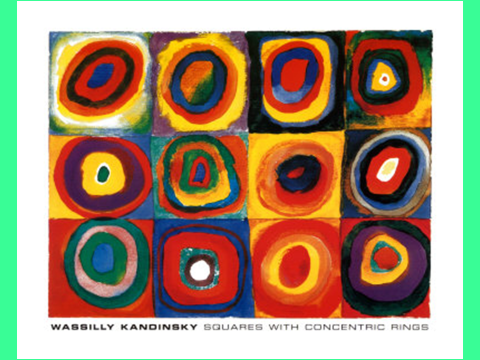 WASSILLY KANDINSKY SQUARES WITH CONCENTRIC RINGS